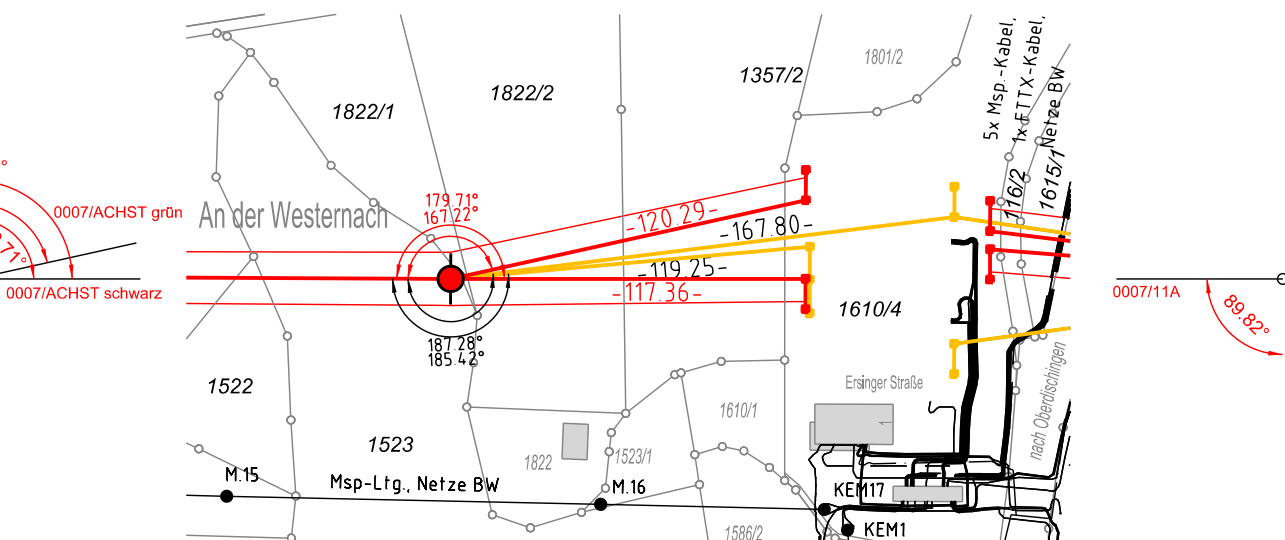 1801/2
5x Msp.-Kabel,
1x FTTX-Kabel,
Netze BW
1357/2
1822/2
1822/1
116/2
1615/1
0007/ACHST grün
An der Westernach
179.71°
167.22°
-120.29-
-167.80-
-119.25-
-117.36-
0007/ACHST schwarz
0007/11A
89.82°
1610/4
187.28°
185.42°
1522
Ersinger Straße
nach Oberdischingen
1610/1
1523
1822
1523/1
M.15
Msp-Ltg., Netze BW
M.16
KEM17
KEM1
1586/2